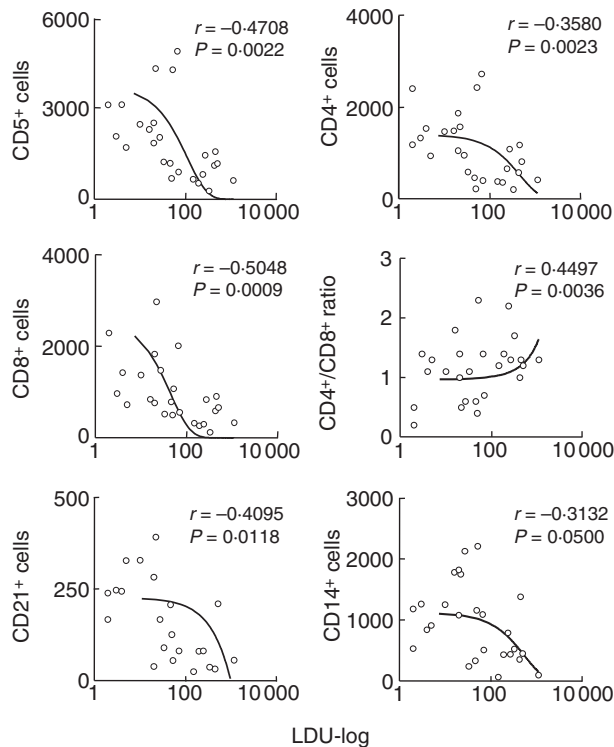 6000
3000
0
CD5+ cells
r = –0·4708
P = 0·0022
1
100
10 000
4000
2000
0
CD4+ cells
r = –0·3580
P = 0·0023
1
100
10 000
4000
2000
0
CD8+ cells
r = –0·5048
P = 0·0009
1
100
10 000
3
2
1
0
CD4+/CD8+ ratio
r = 0·4497
P = 0·0036
1
100
10 000
500
250
0
CD21+ cells
r = –0·4095
P = 0·0118
1
100
10 000
3000
2000
1000
0
CD14+ cells
r = –0·3132
P = 0·0500
1
100
10 000
LDU-log